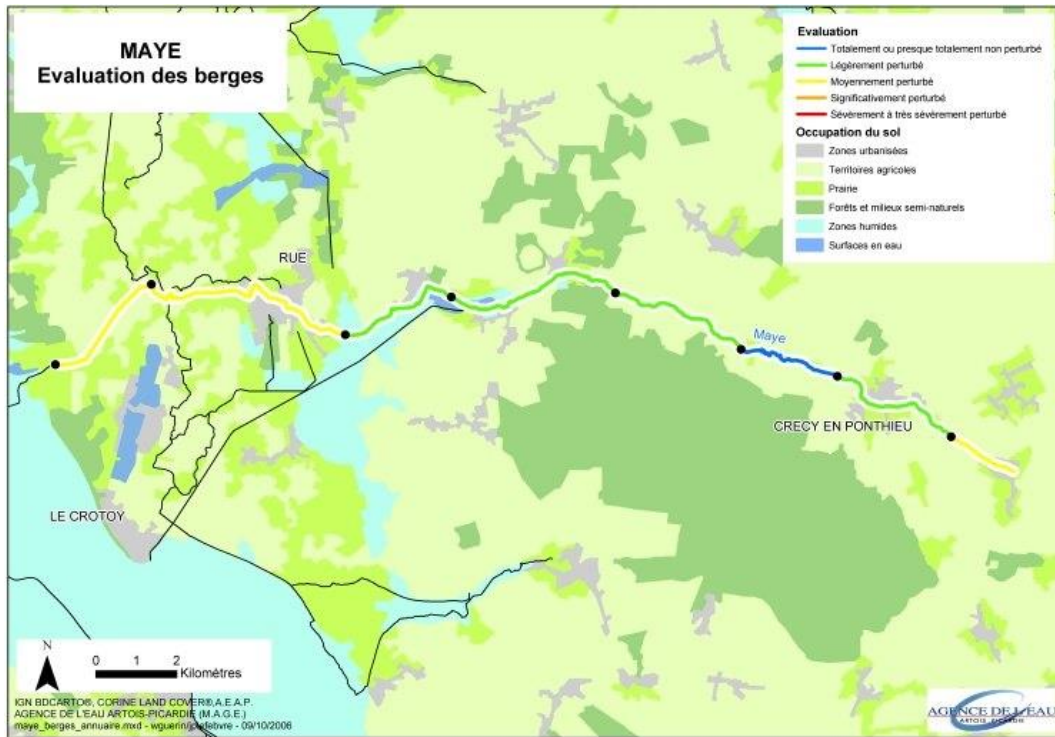 MAYE
Evaluation des berges
Evaluation
Totalement ou presque totalement non perturbé
Légèrement perturbé
Moyennement perturbé
Significativement perturbé
Sévèrement à très sévèrement perturbé
Occupation du sol
Zones urbanisées
Territoires agricoles
Prairie
Forêts et milieux semi-naturels
Zones humides
Surfaces en eau
RUE
Maye
CRECY EN PONTHIEU
LE CROTOY
N
0 1 2
Kilomètres
IGN BDCARTO®, CORINE LAND COVER®,A.E.A.P.
AGENCE DE L'EAU ARTOIS-PICARDIE (M.A.G.E.)
maye_berges_annuaire.mxd - - 09/10/2006
AGENCE DE L'EAU
ARTOIS-PICARDIE